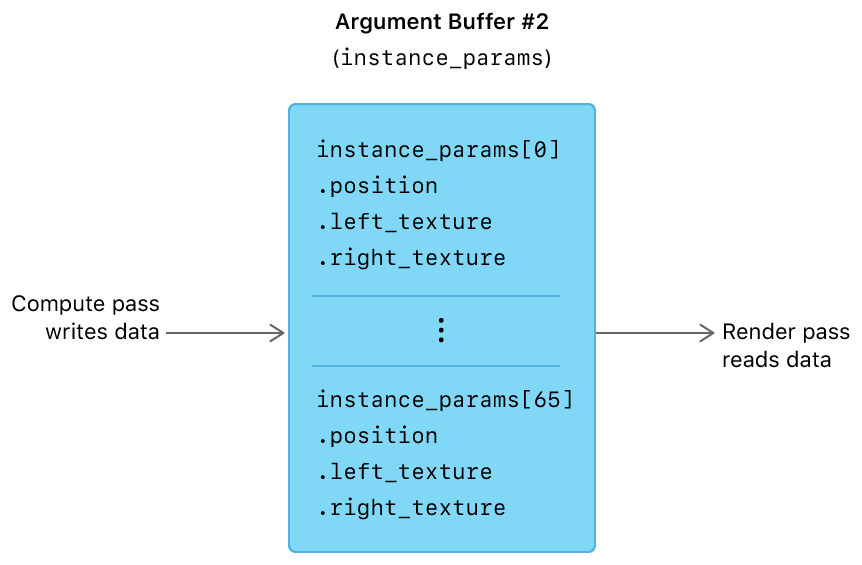 Argument Buffer #2
(instance_params)
instance_params[0]
.position
.left_texture
.right_texture
Compute pass
writes data
⋮
Render pass
reads data
instance_params[65]
.position
.left_texture
.right_texture